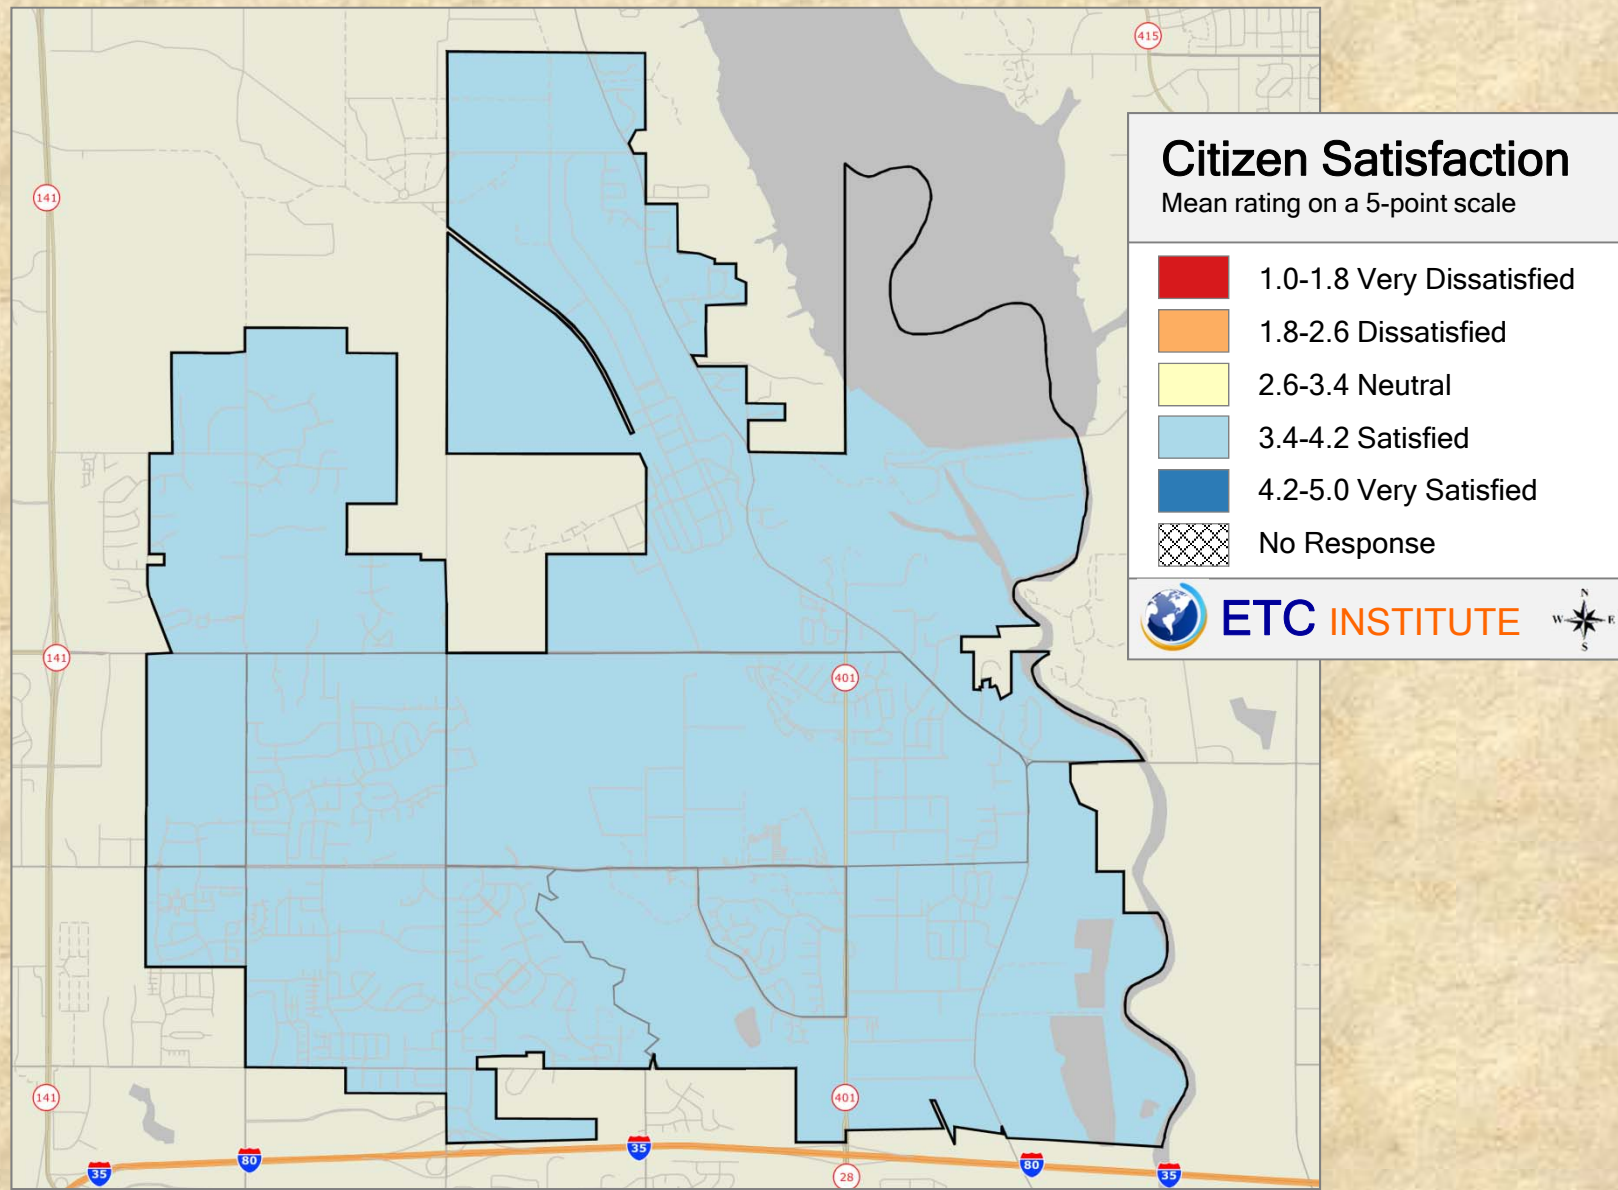 415
141
Citizen Satisfaction
Mean rating on a 5-point scale
1.0-1.8 Very Dissatisfied
1.8-2.6 Dissatisfied
2.6-3.4 Neutral
3.4-4.2 Satisfied
4.2-5.0 Very Satisfied
No Response
ETC INSTITUTE
N
W E
S
141
401
141
401
35
80
35
80
35
28